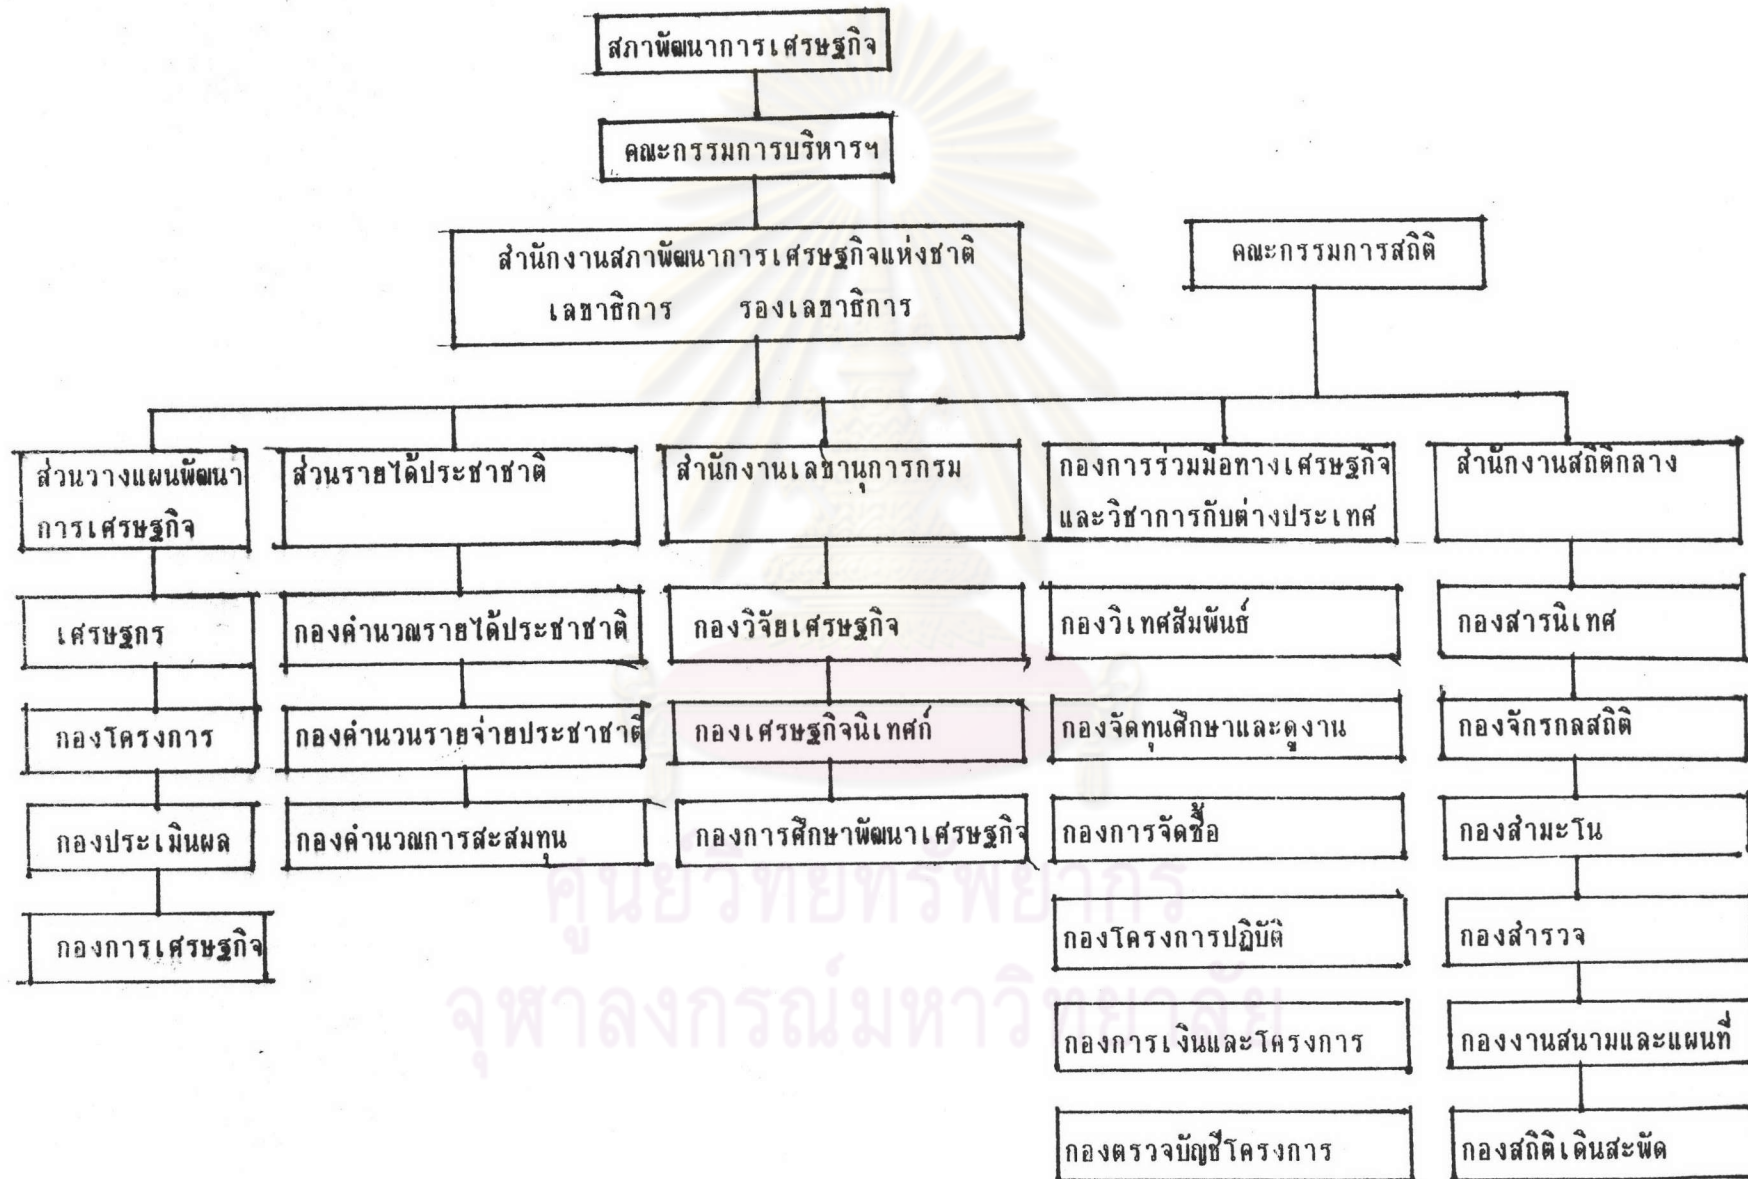 สภาพัฒนาการเศรษฐกิจ
คณะกรรมการบริหารฯ
สำนักงานสภาพัฒนาการเศรษฐกิจแห่งชาติ
เลขาธิการ รองเลขาธิการ
คณะกรรมการสถิติ
ส่วนวางแผนพัฒนา
การเศรษฐกิจ
เศรษฐกร
กองโครงการ
กองประเมินผล
กองการเศรษฐกิจ
ส่วนรายได้ประชาชาติ
กองคำนวณรายได้ประชาชาติ
กองคำนวนรายจ่ายประชาชาติ
กองคำนวณการสะสมทุน
สำนักงานเลขานุการกรม
กองวิจัยเศรษฐกิจ
กองเศรษฐกิจนิเทศก์
กองการศึกษาพัฒนาเศรษฐกิจ
กองการร่วมมือทางเศรษฐกิจ
และวิชาการกับต่างประเทศ
กองวิเทศสัมพันธ์
กองจัดทุนศึกษาและดูงาน
กองการจัดซื้อ
กองโครงการปฏิบัติ
กองการเงินและโครงการ
กองตรวจบัญชีโครงการ
สำนักงานสถิติกลาง
กองสารนิเทศ
กองจักรกลสถิติ
กองสำมะโน
กองสำรวจ
กองงานสนามและแผนที่
กองสถิติเดินสะพัด
ศูนย์วิทยทรัพยากร
จุฬาลงกรณ์มหาวิทยาลัย